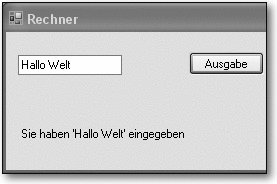 Rechner
Hallo Welt
Ausgabe
Sie haben 'Hallo Welt' eingegeben